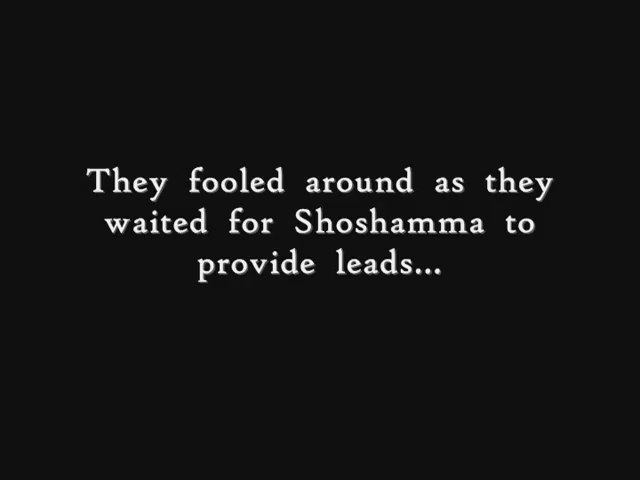 They fooled around as they
waited for Shoshamma to
provide leads...